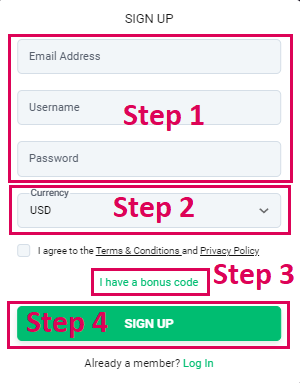 SIGN UP
Email Address
Username
Step 1
Password
Currency
USD
Step 2
I agree to the Terms & Conditions and Privacy Policy
I have a bonus code
Step 3
Step 4
SIGN UP
Already a member? Log In